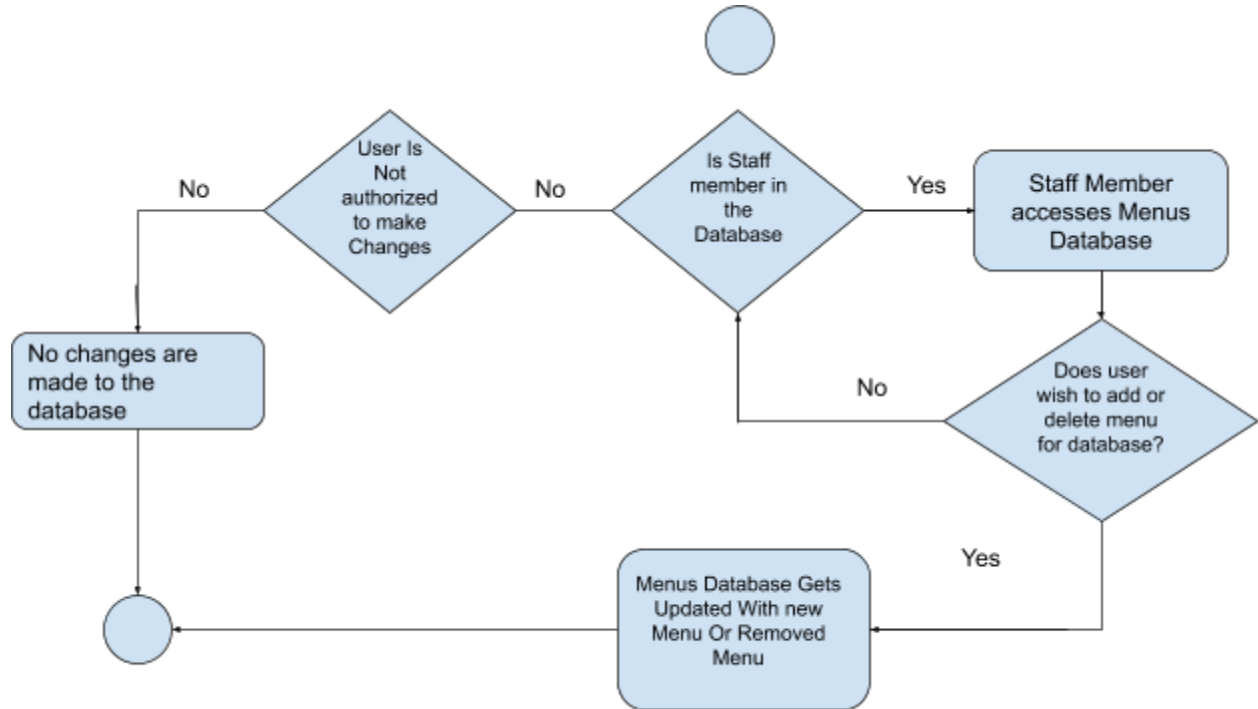 User Is
Not
authorized
to make
Changes
Is Staff
member in
the
Database
No
No
Yes
Staff Member
accesses Menus
Database
No changes are
made to the
database
No
Does user
wish to add or
delete menu
for database?
Yes
Menus Database Gets
Updated With new
Menu Or Removed
Menu